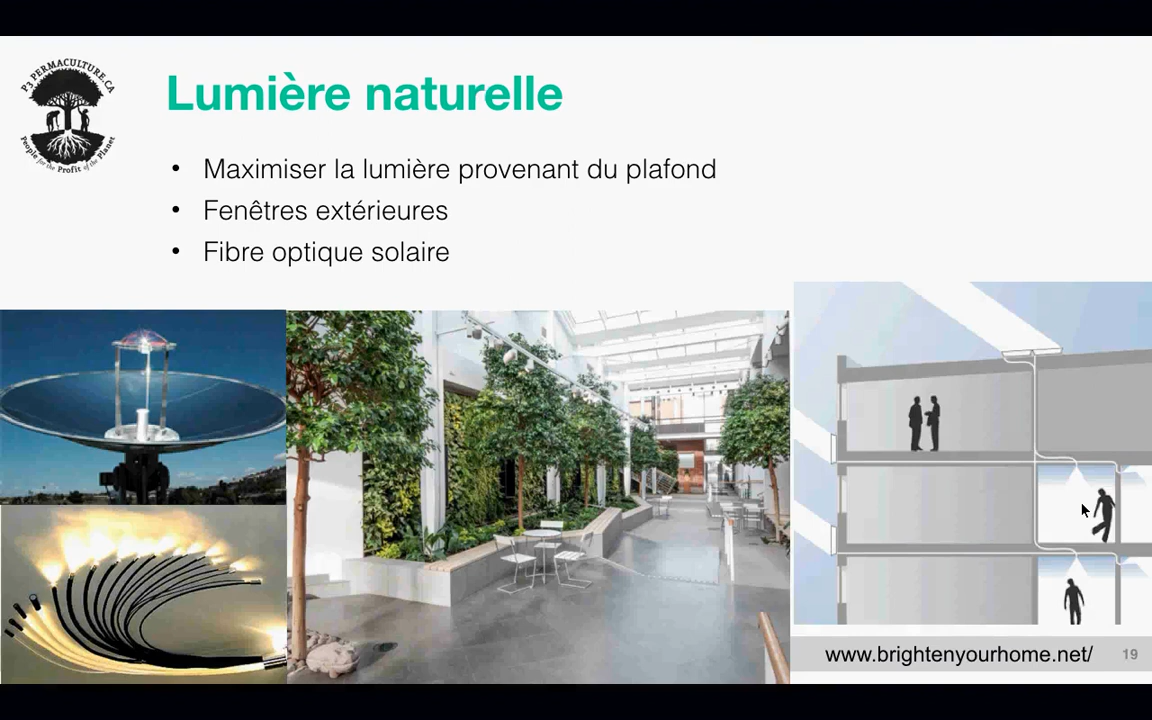 P3 PERMACULTURE.CA
People for the Profit of the Planet
Lumière naturelle
• Maximiser la lumière provenant du plafond
• Fenêtres extérieures
• Fibre optique solaire
www.brightenyourhome.net/
19